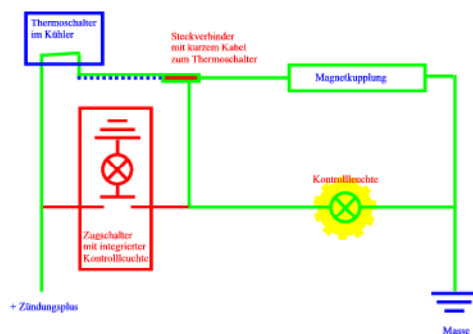 Thermoschalter
im Kühler
Steckverbinder
mit kurzem Kabel
zum Thermoschalter
Magnetkupplung
Kontrollleuchte
Zugschalter
mit integrierter
Kontrollleuchte
+ Zündungsplus
Masse